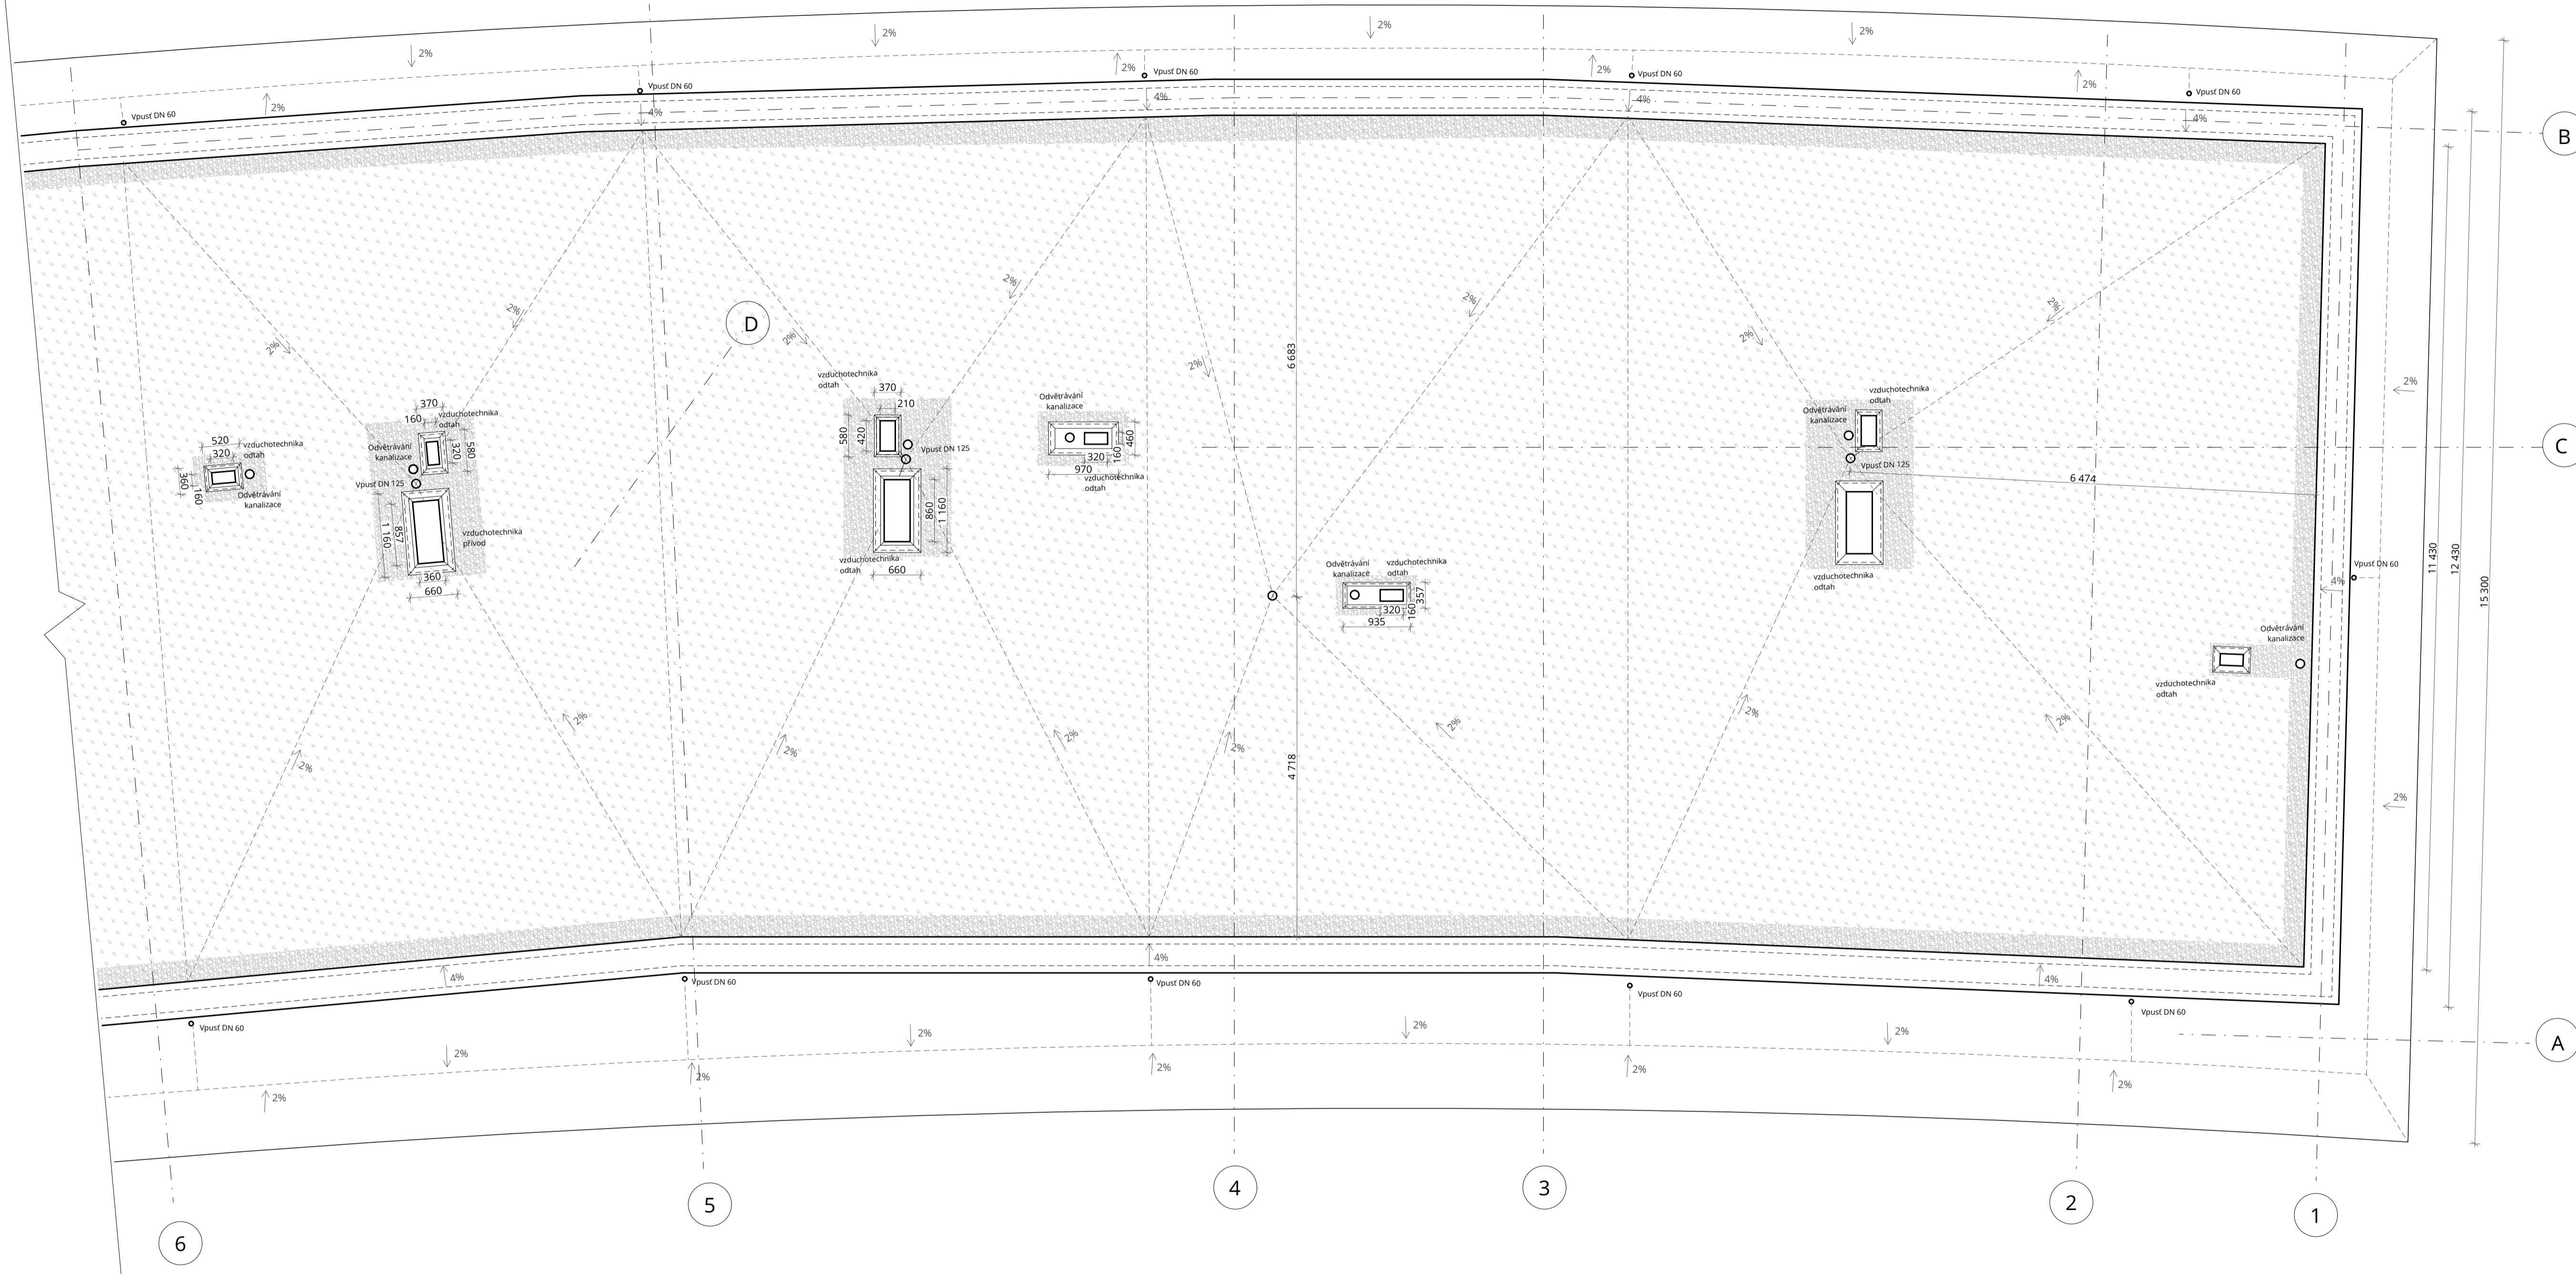 2%
2%
2%
2%
2%
2%
2%
2%
Vpusť DN 60
Vpusť DN 60
Vpusť DN 60
Vpusť DN 60
Vpusť DN 60
4%
4%
4%
4%
B
2%
2%
2%
2%
2%
2%
2%
2%
D
6 683
2%
vzduchotechnika
odtah
370
210
580
420
Vpusť DN 125
860
1 160
vzduchotechnika
odtah
660
370
160
vzduchotechnika
odtah
Odvětrávání
kanalizace
320
580
Vpusť DN 125
1 160
857
vzduchotechnika
přívod
360
660
520
320
vzduchotechnika
odtah
360
160
Odvětrávání
kanalizace
Odvětrávání
kanalizace
460
320
160
970
vzduchotechnika
odtah
Odvětrávání
kanalizace
vzduchotechnika
odtah
357
320
160
935
vzduchotechnika
odtah
Odvětrávání
kanalizace
Vpusť DN 125
C
6 474
vzduchotechnika
odtah
Vpusť DN 60
4%
11 430
12 430
15 300
Odvětrávání
kanalizace
vzduchotechnika
odtah
2%
2%
2%
2%
2%
2%
2%
2%
2%
4 718
2%
4%
4%
4%
Vpusť DN 60
Vpusť DN 60
Vpusť DN 60
Vpusť DN 60
Vpusť DN 60
2%
2%
2%
2%
2%
2%
2%
2%
2%
A
6
5
4
3
2
1